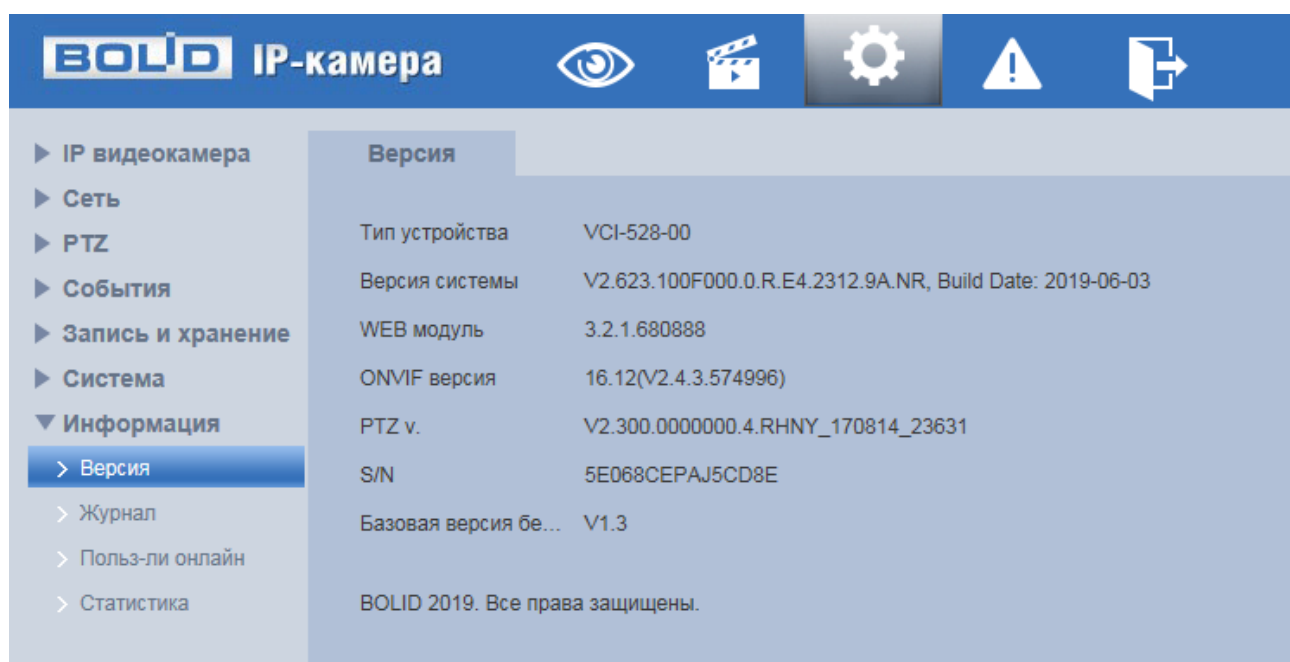 BOLID IP-камера
IP видеокамера
Сеть
PTZ
События
Запись и хранение
Система
Информация
Версия
Журнал
Польз-ли онлайн
Статистика
Версия
Тип устройства VCI-528-00
Версия системы V2.623.100F000.0.R.E4.2312.9A.NR, Build Date: 2019-06-03
WEB модуль 3.2.1.680888
ONVIF версия 16.12(V2.4.3.574996)
PTZ v. V2.300.0000000.4.RHNY_170814_23631
S/N 5E068CEPAJ5CD8E
Базовая версия бе... V1.3
BOLID 2019. Все права защищены.